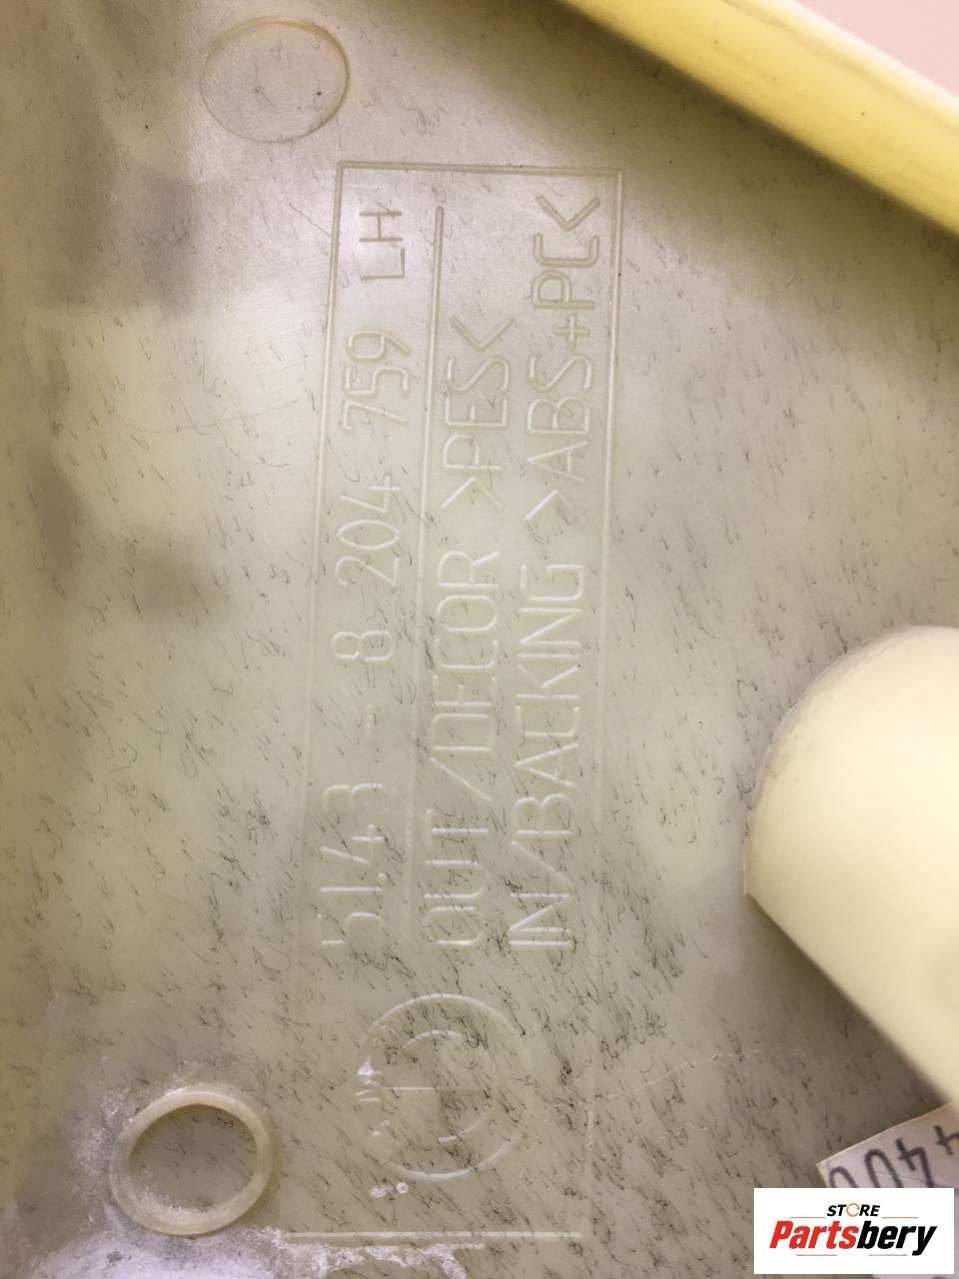 51.43 - 8 204 759 LH
OUT/DECOR >PES<
IN/BACKING >ABS+PC<
STORE
Partsbery